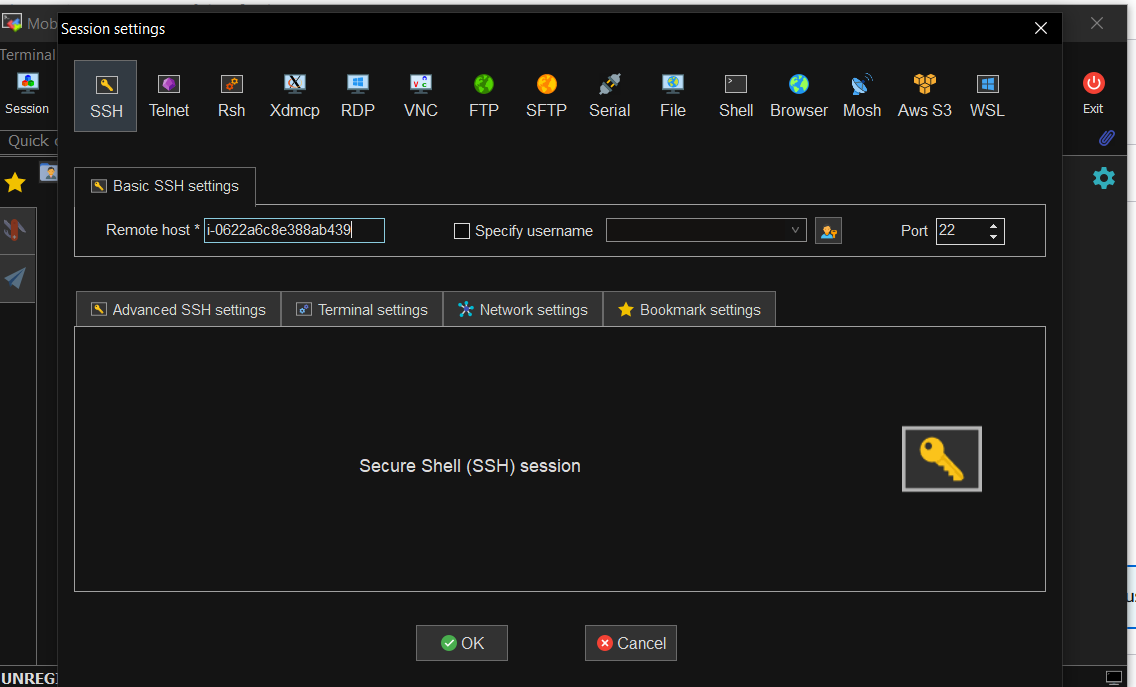 Mob
Session settings
Terminal
Session
SSH
Telnet
Rsh
Xdmcp
RDP
VNC
FTP
SFTP
Serial
File
Shell
Browser
Mosh
Aws S3
WSL
Exit
Quick
Basic SSH settings
Remote host * i-0622a6c8e388ab439 Specify username Port 22
Advanced SSH settings Terminal settings Network settings Bookmark settings
Secure Shell (SSH) session
OK Cancel
UNREGI